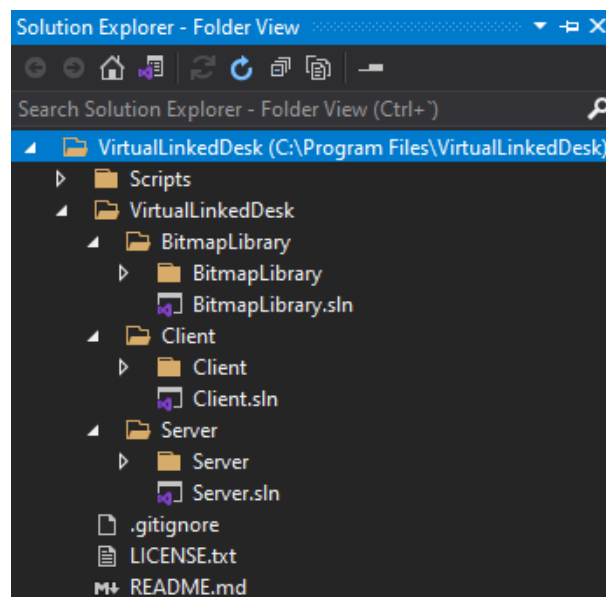 Solution Explorer - Folder View
Search Solution Explorer - Folder View (Ctrl+`)
VirtualLinkedDesk (C:\Program Files\VirtualLinkedDesk)
Scripts
VirtualLinkedDesk
BitmapLibrary
BitmapLibrary
BitmapLibrary.sln
Client
Client
Client.sln
Server
Server
Server.sln
.gitignore
LICENSE.txt
M↓ README.md